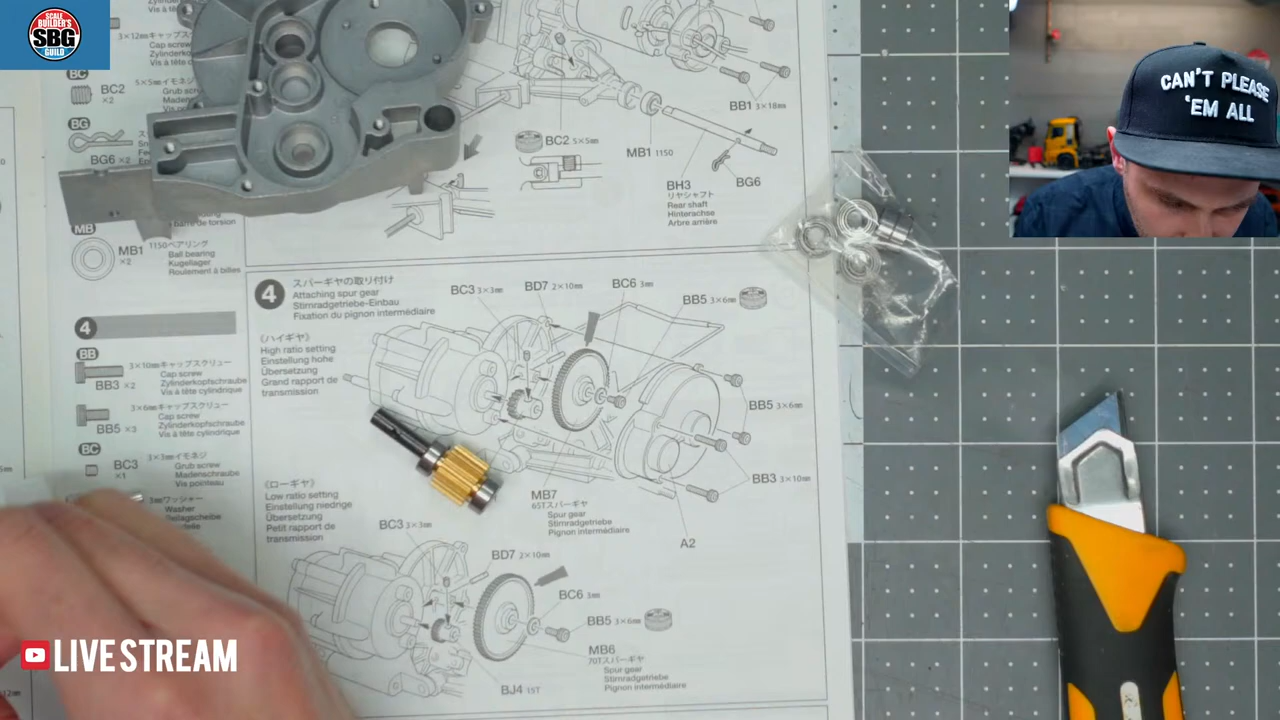 SCALE
BUILDER'S
SBG
GUILD
CAN'T PLEASE
'EM ALL
BC
BC2
×2
BG
BG6 ×2
MB
MB1
×2
1150ベアリング
Ball bearing
Kugellager
Roulement à billes
BB1 3×18㎜
BC2 5×5㎜
MB1 1150
BG6
BH3
リヤシャフト
Rear shaft
Hinterachse
Arbre arrière
4
BB
3×10㎜キャップスクリュー
Cap screw
Zylinderkopfschraube
Vis à tête cylindrique
BB3 ×2
3×6㎜キャップスクリュー
Cap screw
Zylinderkopfschraube
Vis à tête cylindrique
BB5 ×3
BC
3×3㎜イモネジ
Grub screw
Madenschraube
Vis pointeau
BC3
×1
3㎜ワッシャー
Washer
4
スパーギヤの取り付け
Attaching spur gear
Stirnradgetriebe-Einbau
Fixation du pignon intermédiaire
《ハイギヤ》
High ratio setting
Einstellung hohe
Übersetzung
Grand rapport de
transmission
BC3 3×3㎜
BD7 2×10㎜
BC6 3㎜
BB5 3×6㎜
BB5 3×6㎜
BB3 3×10㎜
A2
MB7
65Tスパーギヤ
Spur gear
Stirnradgetriebe
Pignon intermédiaire
《ローギヤ》
Low ratio setting
Einstellung niedrige
Übersetzung
Petit rapport de
transmission
BC3 3×3㎜
BD7 2×10㎜
BC6 3㎜
BB5 3×6㎜
MB6
70Tスパーギヤ
Spur gear
Stirnradgetriebe
Pignon intermédiaire
BJ4 15T
LIVE STREAM